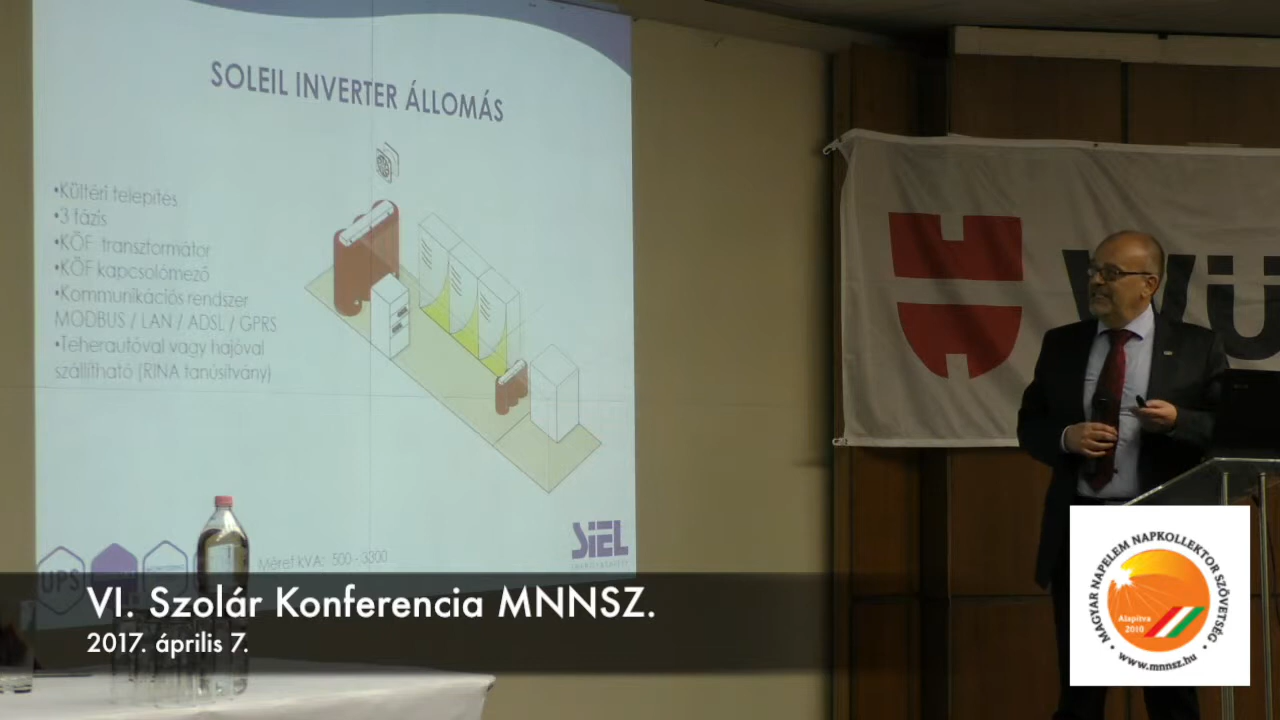 SOLEIL INVERTER ÁLLOMÁS
•Kültéri telepítés
•3 fázis
•KÖF transzformátor
•KÖF kapcsolómező
•Kommunikációs rendszer
MODBUS / LAN / ADSL / GPRS
•Teherautóval vagy hajóval
szállítható (RINA tanúsítvány)
SIEL
UPS
Méret kVA: 500 - 3300
WÜ
VI. Szolár Konferencia MNNSZ.
2017. április 7.
MAGYAR NAPELEM NAPKOLLEKTOR SZÖVETSÉG
Alapítva
2010
www.mnnsz.hu